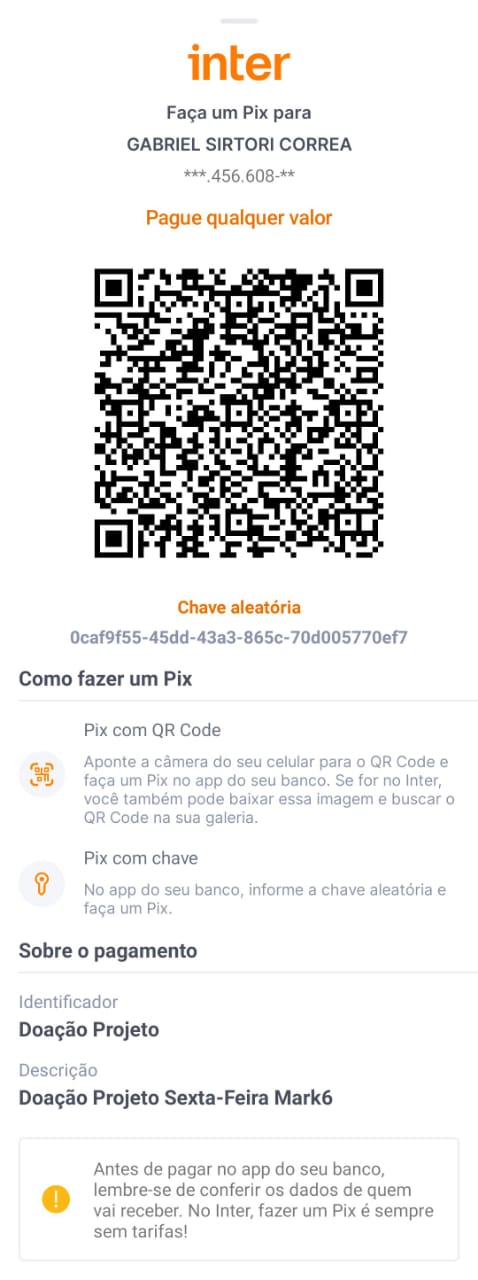 inter
Faça um Pix para
GABRIEL SIRTORI CORREA
***.456.608-**
Pague qualquer valor
Chave aleatória
0caf9f55-45dd-43a3-865c-70d005770ef7
Como fazer um Pix
Pix com QR Code
Aponte a câmera do seu celular para o QR Code e
faça um Pix no app do seu banco. Se for no Inter,
você também pode baixar essa imagem e buscar o
QR Code na sua galeria.
Pix com chave
No app do seu banco, informe a chave aleatória e
faça um Pix.
Sobre o pagamento
Identificador
Doação Projeto
Descrição
Doação Projeto Sexta-Feira Mark6
Antes de pagar no app do seu banco,
lembre-se de conferir os dados de quem
vai receber. No Inter, fazer um Pix é sempre
sem tarifas!